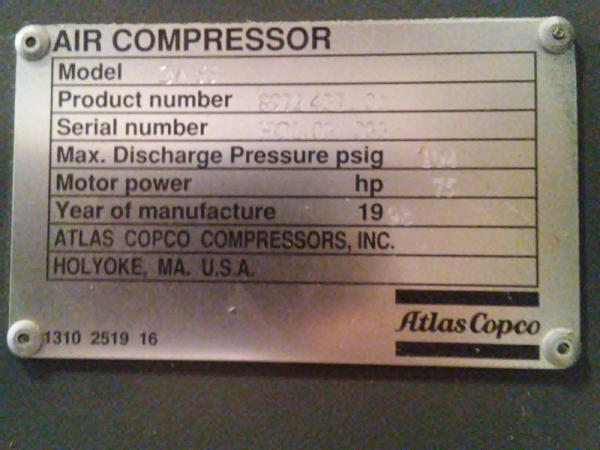 AIR COMPRESSOR
Model
Product number
Serial number
Max. Discharge Pressure psig
Motor power hp 75
Year of manufacture 19
ATLAS COPCO COMPRESSORS, INC.
HOLYOKE, MA. U.S.A.
Atlas Copco
1310 2519 16